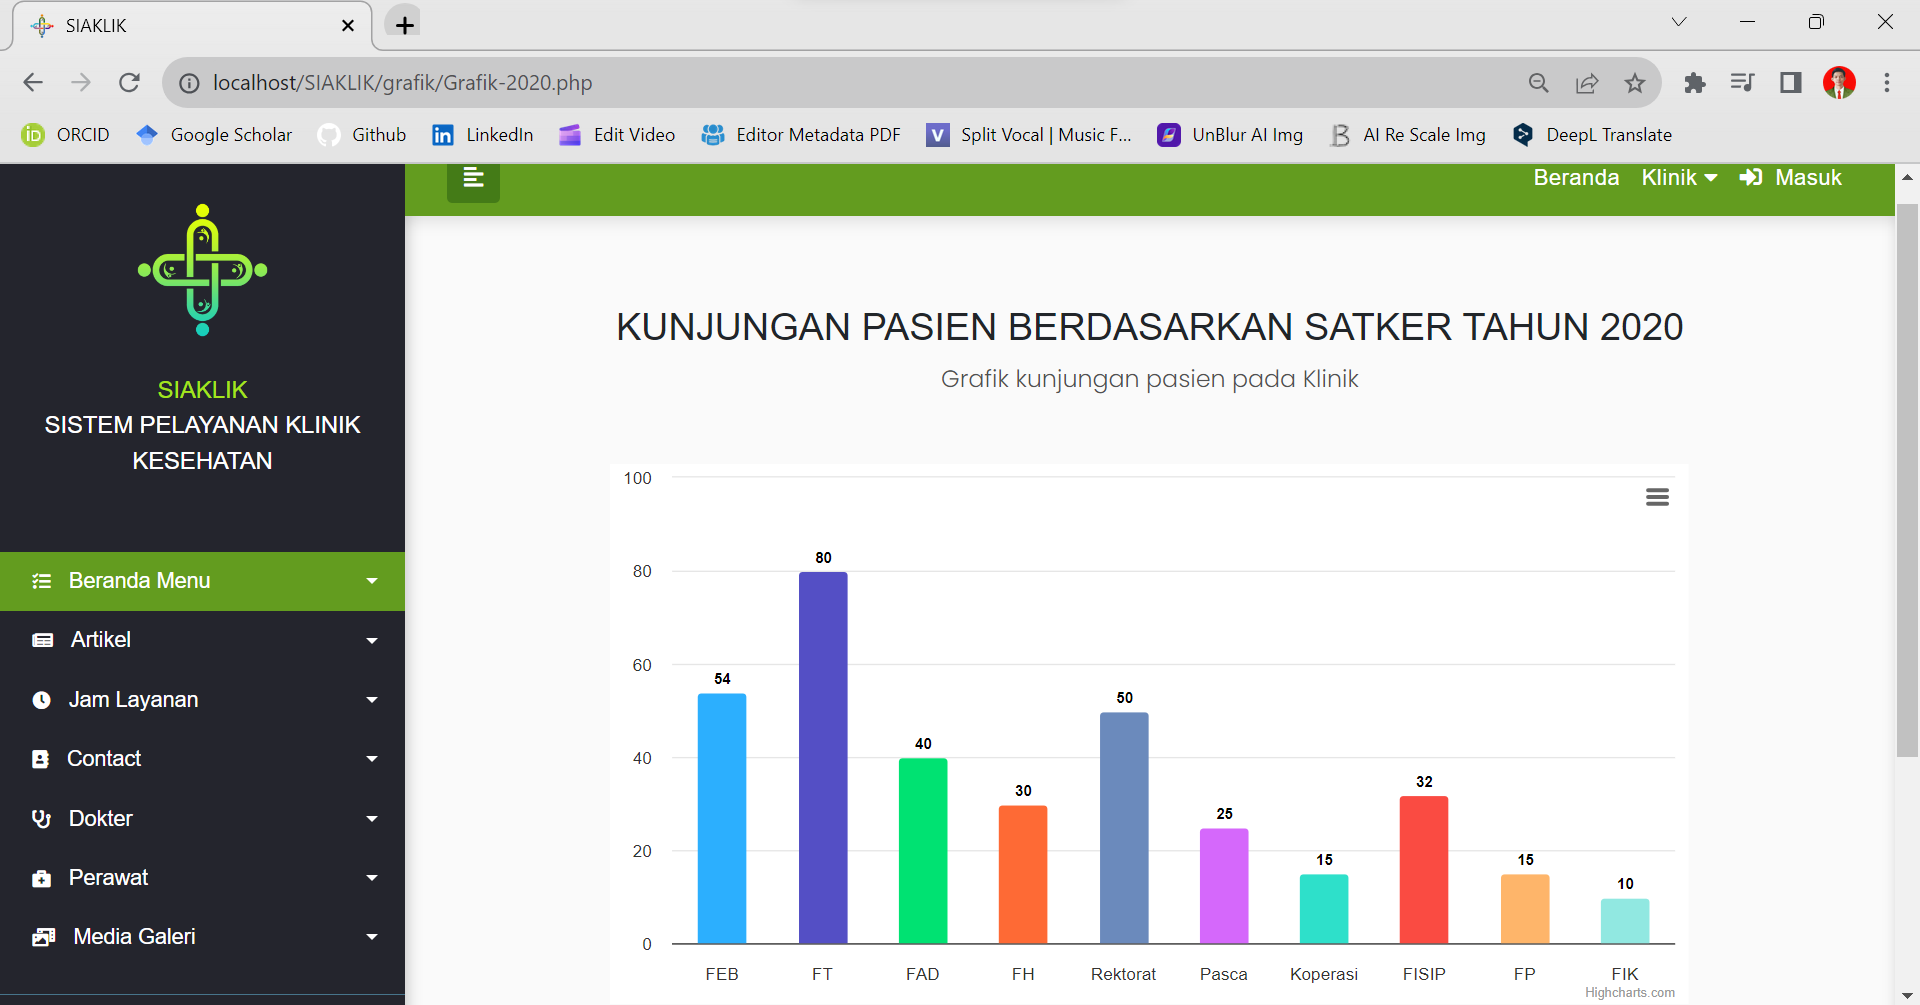 SIAKLIK
localhost/SIAKLIK/grafik/Grafik-2020.php
ORCID Google Scholar Github LinkedIn Edit Video Editor Metadata PDF Split Vocal | Music F... UnBlur AI Img AI Re Scale Img DeepL Translate
Beranda Klinik Masuk
SIAKLIK
SISTEM PELAYANAN KLINIK
KESEHATAN
Beranda Menu
Artikel
Jam Layanan
Contact
Dokter
Perawat
Media Galeri
KUNJUNGAN PASIEN BERDASARKAN SATKER TAHUN 2020
Grafik kunjungan pasien pada Klinik
100
80
60
40
20
0
54
80
40
30
50
25
15
32
15
10
FEB FT FAD FH Rektorat Pasca Koperasi FISIP FP FIK
Highcharts.com